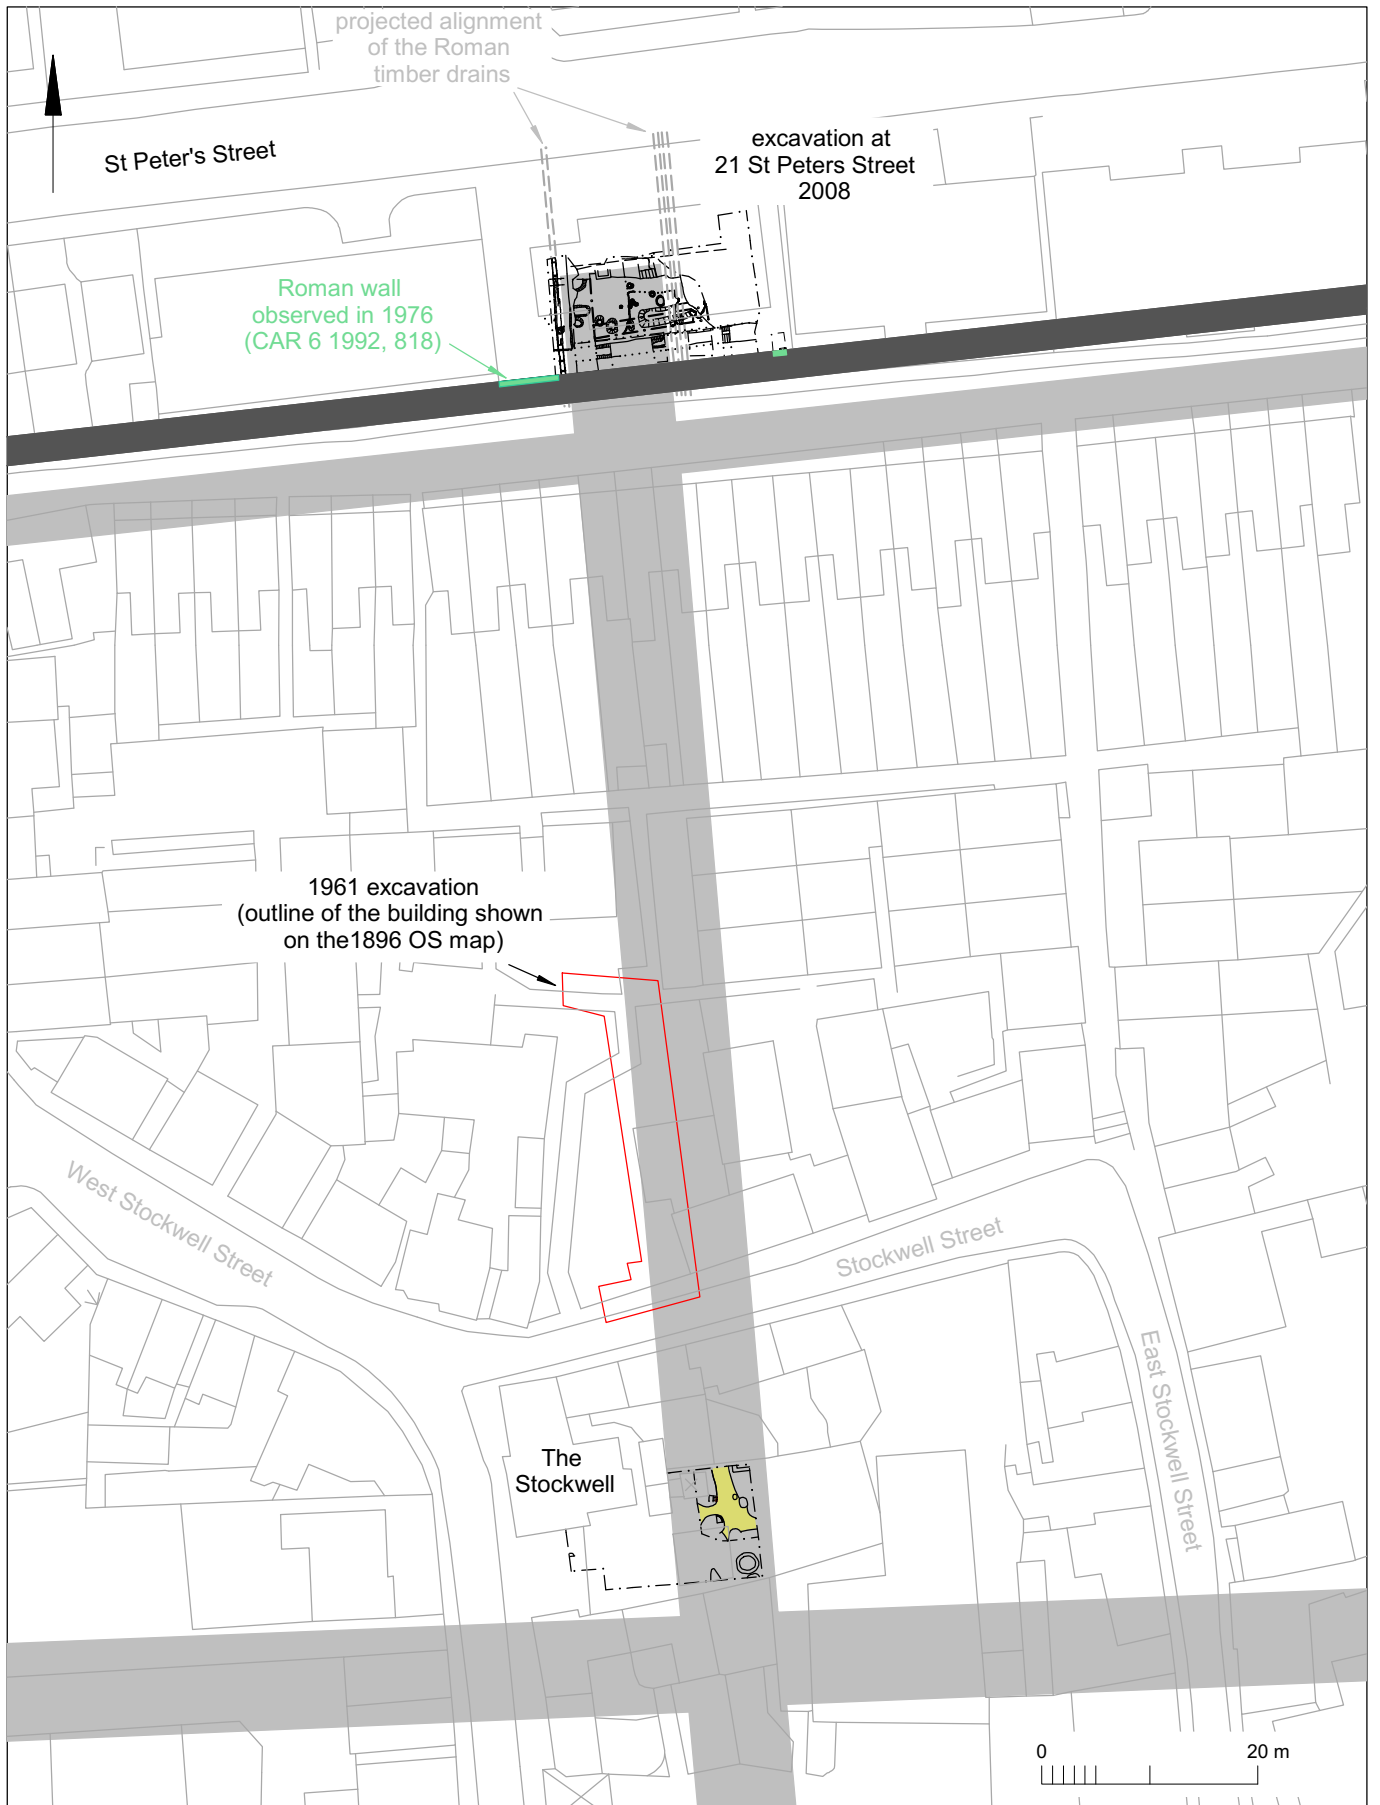 projected alignment
of the Roman
timber drains
St Peter's Street
excavation at
21 St Peters Street
2008
Roman wall
observed in 1976
(CAR 6 1992, 818)
1961 excavation
(outline of the building shown
on the1896 OS map)
West Stockwell Street
Stockwell Street
East Stockwell Street
The
Stockwell
0 20 m